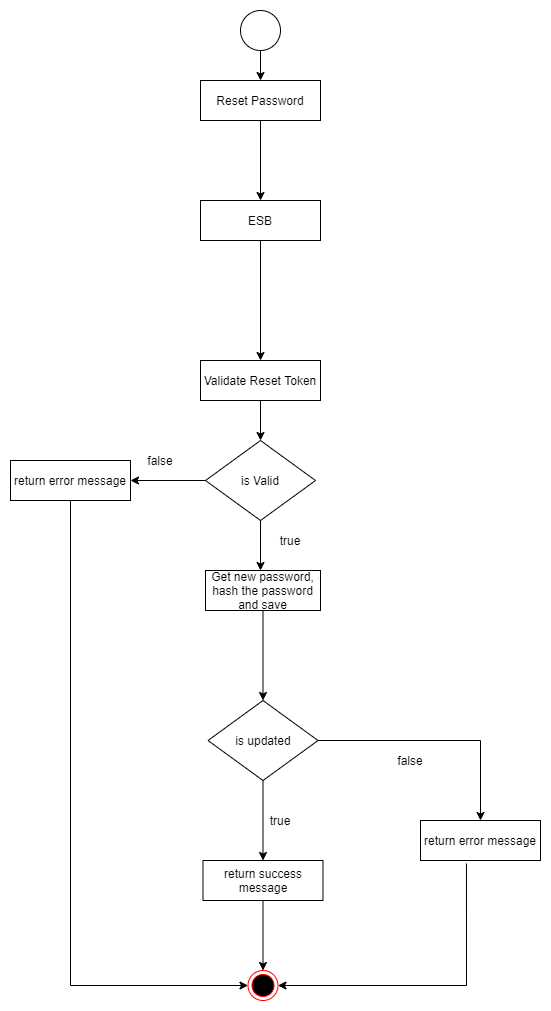 Reset Password
ESB
Validate Reset Token
is Valid
false
return error message
true
Get new password,
hash the password
and save
is updated
false
true
return error message
return success
message